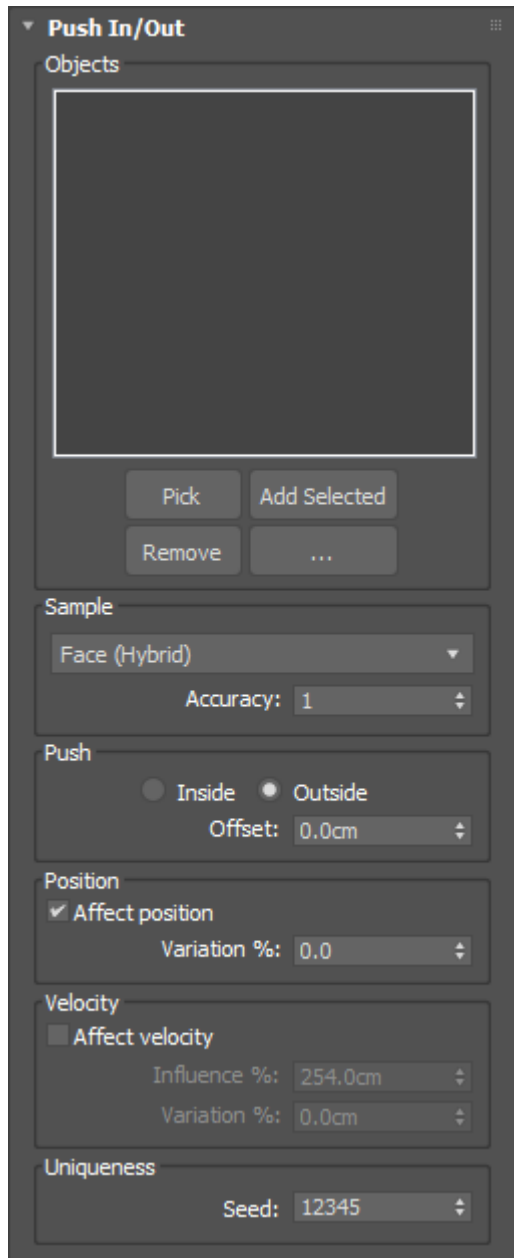 Push In/Out
Objects
Pick Add Selected
Remove ...
Sample
Face (Hybrid)
Accuracy: 1
Push
Inside Outside
Offset: 0.0cm
Position
Affect position
Variation %: 0.0
Velocity
Affect velocity
Influence %: 254.0cm
Variation %: 0.0cm
Uniqueness
Seed: 12345